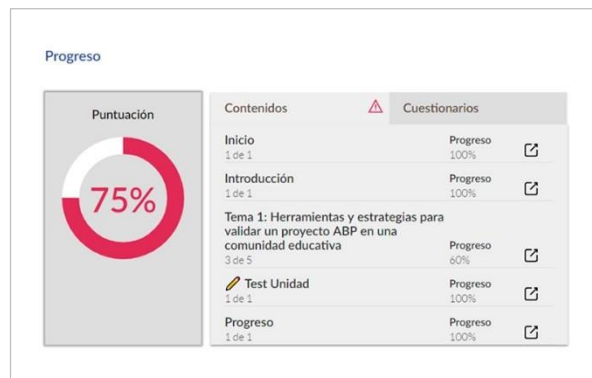 Progreso
Puntuación
75%
Contenidos
Cuestionarios
Inicio
1 de 1
Progreso
100%
Introducción
1 de 1
Progreso
100%
Tema 1: Herramientas y estrategias para
validar un proyecto ABP en una
comunidad educativa
3 de 5
Progreso
60%
Test Unidad
1 de 1
Progreso
100%
Progreso
1 de 1
Progreso
100%